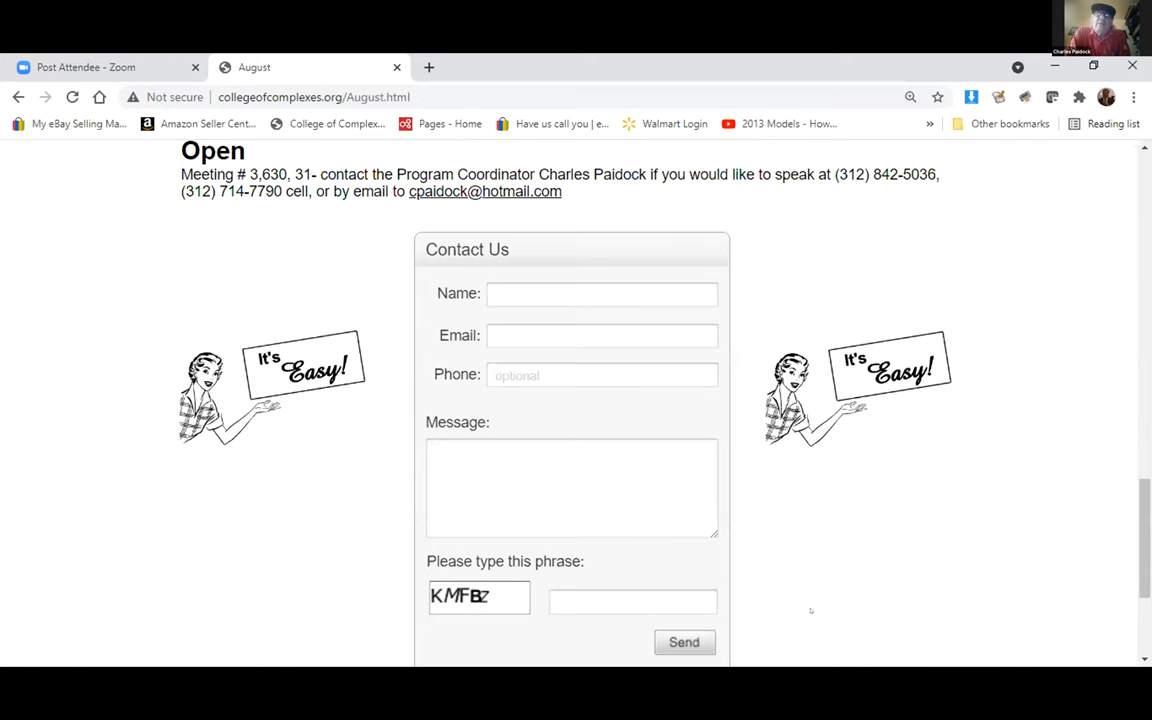 Charles Paidock
Post Attendee - Zoom
August
Not secure
collegeofcomplexes.org/August.html
My eBay Selling Ma...
Amazon Seller Cent...
College of Complex...
Pages - Home
Have us call you | e...
Walmart Login
2013 Models - How...
»
Other bookmarks
Reading list
Open
Meeting # 3,630, 31- contact the Program Coordinator Charles Paidock if you would like to speak at (312) 842-5036,
(312) 714-7790 cell, or by email to cpaidock@hotmail.com
Contact Us
Name:
Email:
Phone: optional
It's Easy!
It's Easy!
Message:
Please type this phrase:
KMFBZ
Send